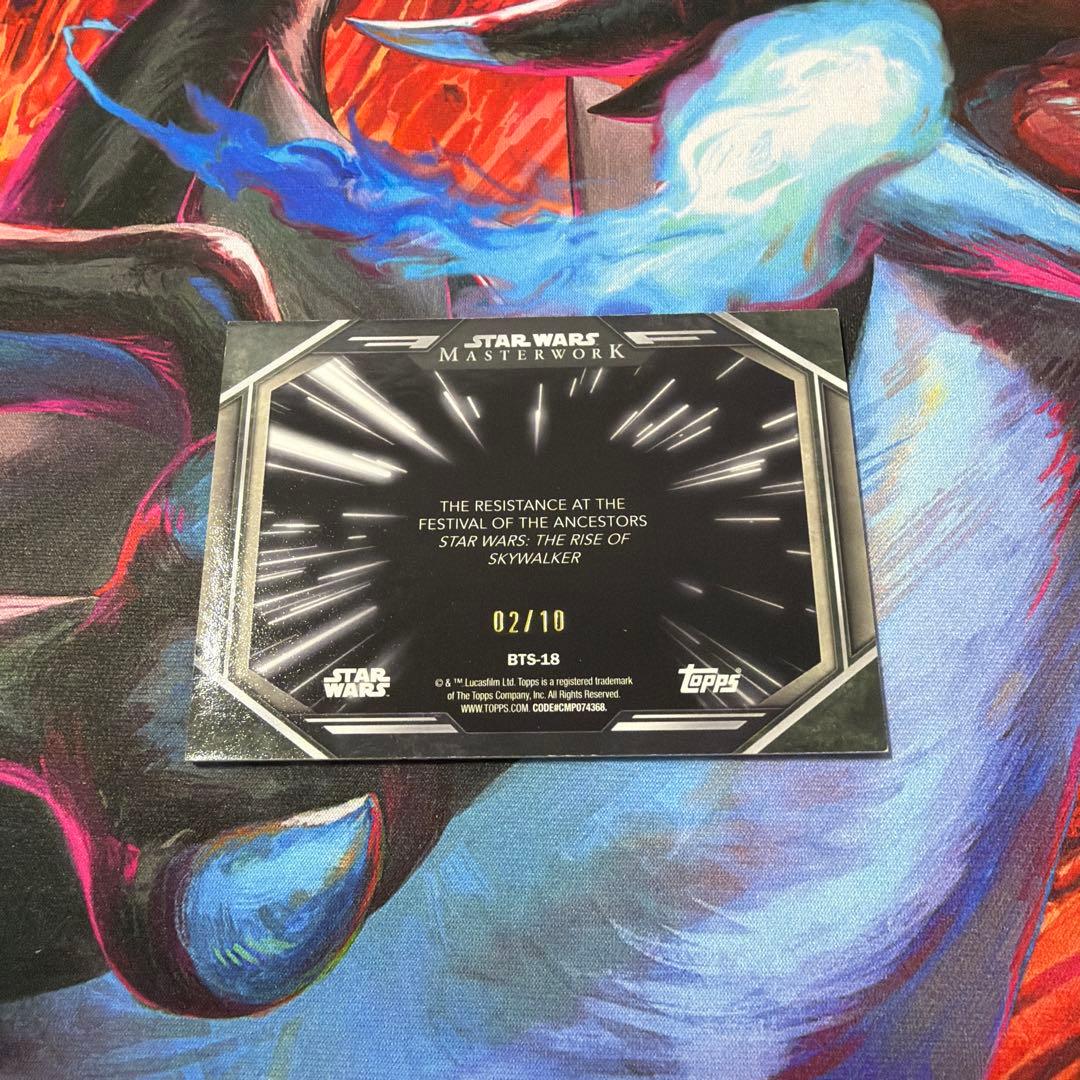 STAR WARS
MASTERWORK
THE RESISTANCE AT THE
FESTIVAL OF THE ANCESTORS
STAR WARS: THE RISE OF
SKYWALKER
02/10
BTS-18
STAR
WARS
© & ™ Lucasfilm Ltd. Topps is a registered trademark
of The Topps Company, Inc. All Rights Reserved.
WWW.TOPPS.COM. CODE#CMP074368.
topps®